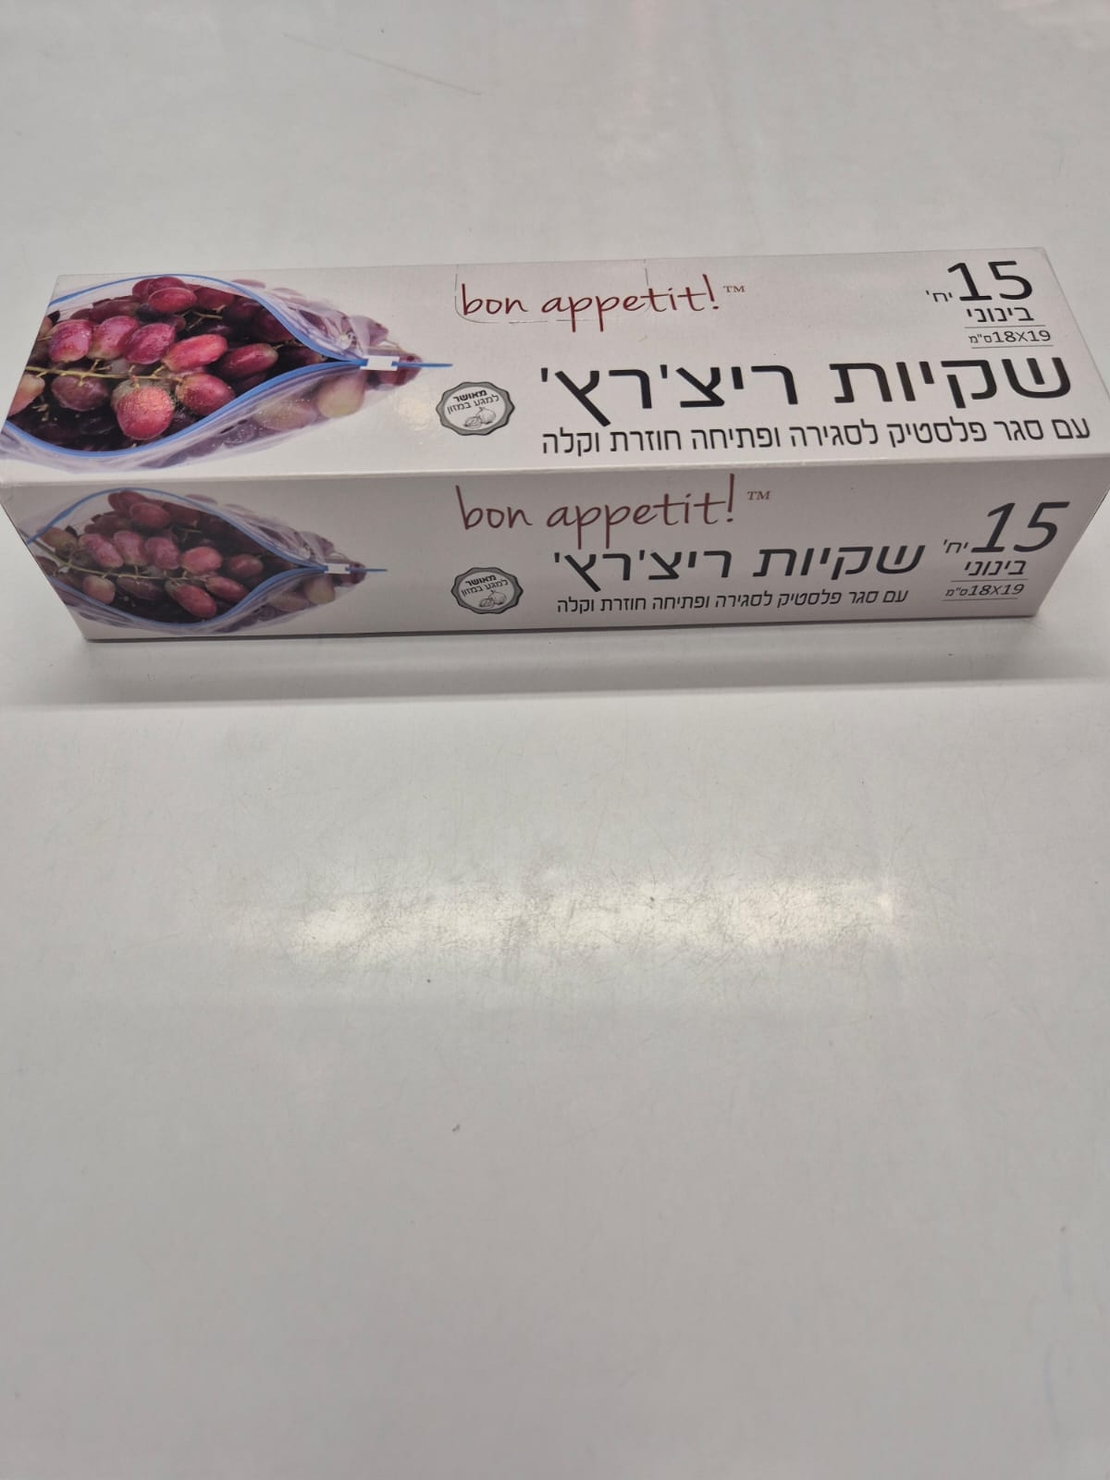 bon appetit!™
15 יח'
בינוני
18X19 ס"מ
שקיות ריצ'רץ'
עם סגר פלסטיק לסגירה ופתיחה חוזרת וקלה
מאושר
למגע במזון
bon appetit!™
15 יח'
בינוני
18X19 ס"מ
שקיות ריצ'רץ'
עם סגר פלסטיק לסגירה ופתיחה חוזרת וקלה
מאושר
למגע במזון